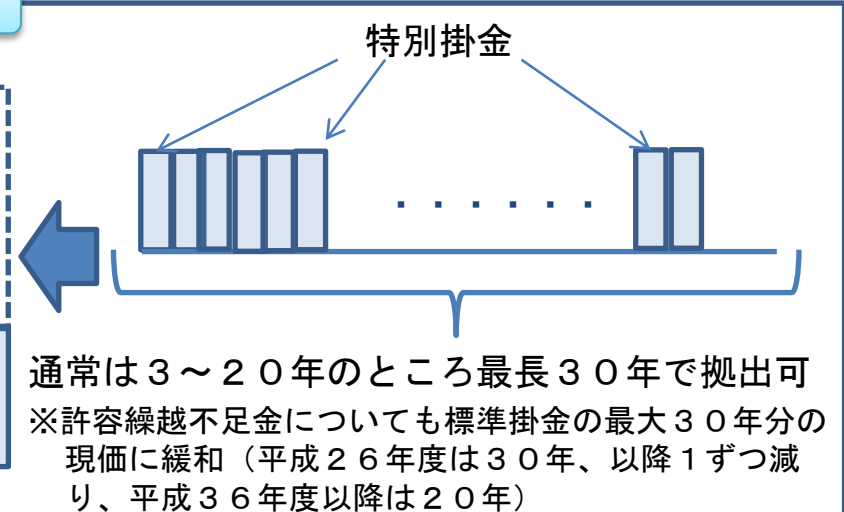 特別掛金
・・・・・・
通常は３～２０年のところ最長３０年で拠出可
※許容繰越不足金についても標準掛金の最大３０年分の
現価に緩和（平成２６年度は３０年、以降１ずつ減
り、平成３６年度以降は２０年）